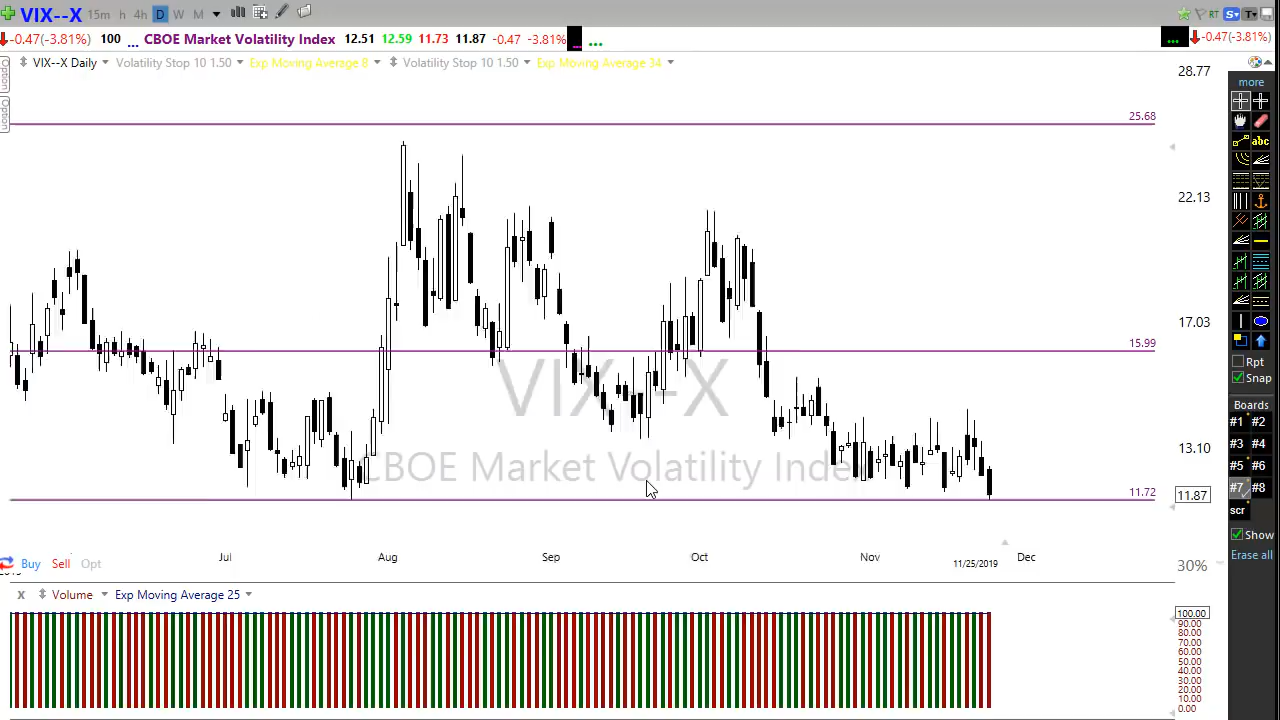 VIX--X 15m h 4h D W M RT S T
-0.47(-3.81%) 100 ... CBOE Market Volatility Index 12.51 12.59 11.73 11.87 -0.47 -3.81% ... ... -0.47(-3.81%)
VIX--X Daily Volatility Stop 10 1.50 Exp Moving Average 8 Volatility Stop 10 1.50 Exp Moving Average 34
Option
Option
28.77
25.68
22.13
17.03
15.99
13.10
11.72
11.87
VIX--X
CBOE Market Volatility Index
Jul Aug Sep Oct Nov Dec
11/25/2019
Buy Sell Opt
30%
X Volume Exp Moving Average 25
100.00
90.00
80.00
70.00
60.00
50.00
40.00
30.00
20.00
10.00
0.00
more
abc
Rpt
Snap
Boards
#1 #2
#3 #4
#5 #6
#7 #8
scr
Show
Erase all